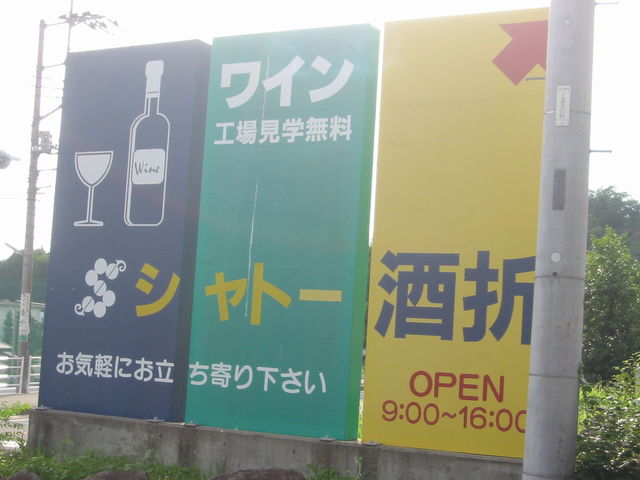 Wine
ワイン
工場見学無料
シャトー酒折
お気軽にお立ち寄り下さい
OPEN
9:00～16:00